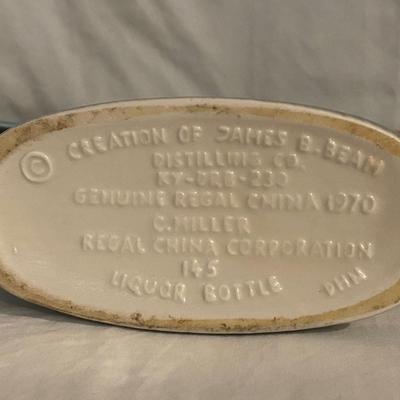 © CREATION OF JAMES B. BEAM
DISTILLING CO.
KY-DRB-230
GENUINE REGAL CHINA 1970
C. MILLER
REGAL CHINA CORPORATION
145
LIQUOR BOTTLE